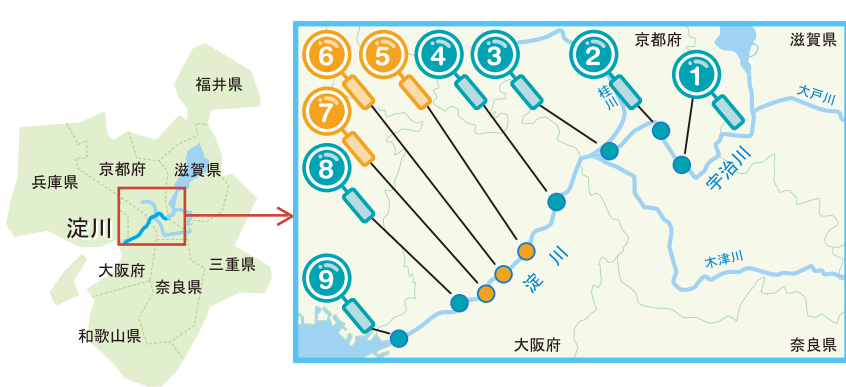 福井県
京都府
兵庫県
滋賀県
淀川
大阪府
三重県
奈良県
和歌山県
6
5
4
3
2
1
7
8
9
京都府
滋賀県
桂川
大戸川
宇治川
淀川
木津川
大阪府
奈良県